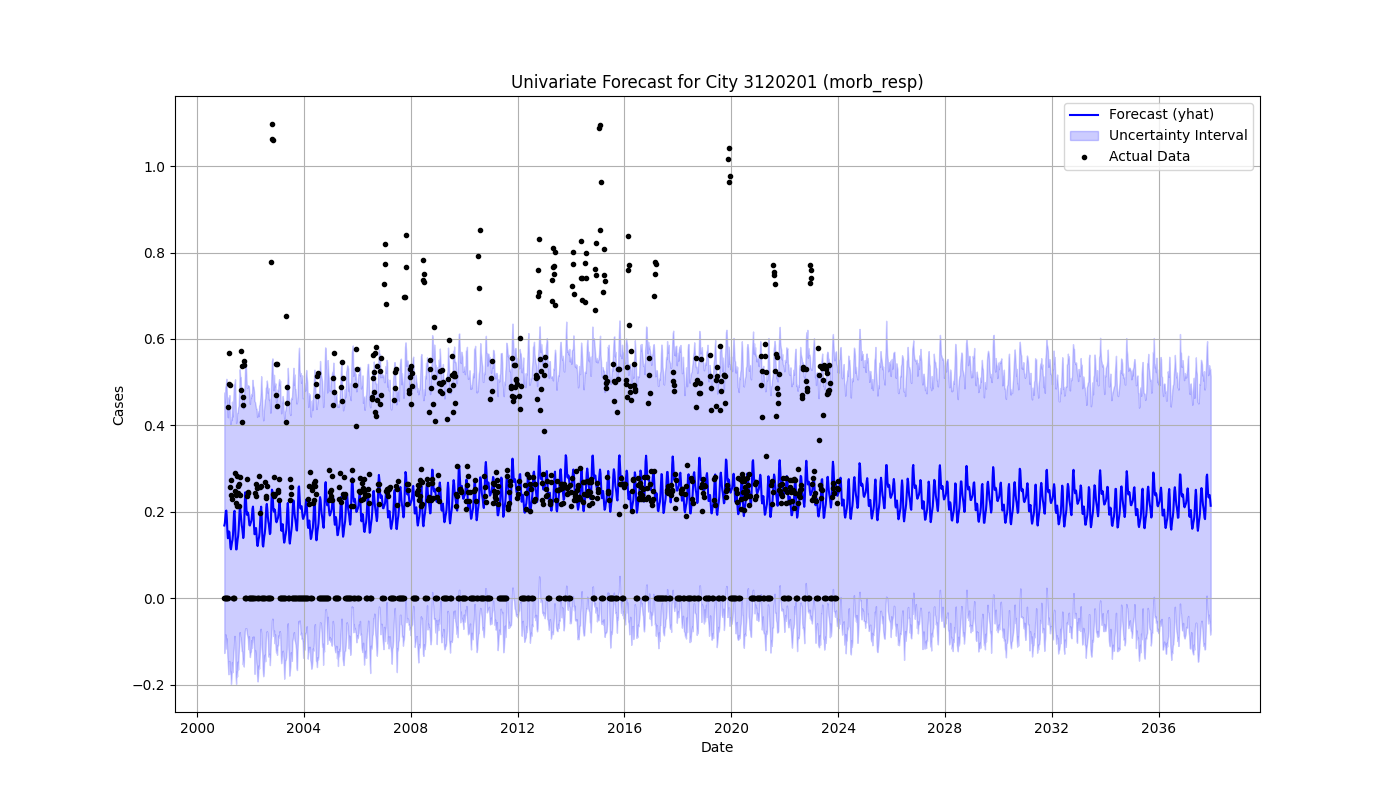 Univariate Forecast for City 3120201 (morb_resp)
Forecast (yhat)
Uncertainty Interval
Actual Data
Cases
1.0
0.8
0.6
0.4
0.2
0.0
−0.2
2000 2004 2008 2012 2016 2020 2024 2028 2032 2036
Date